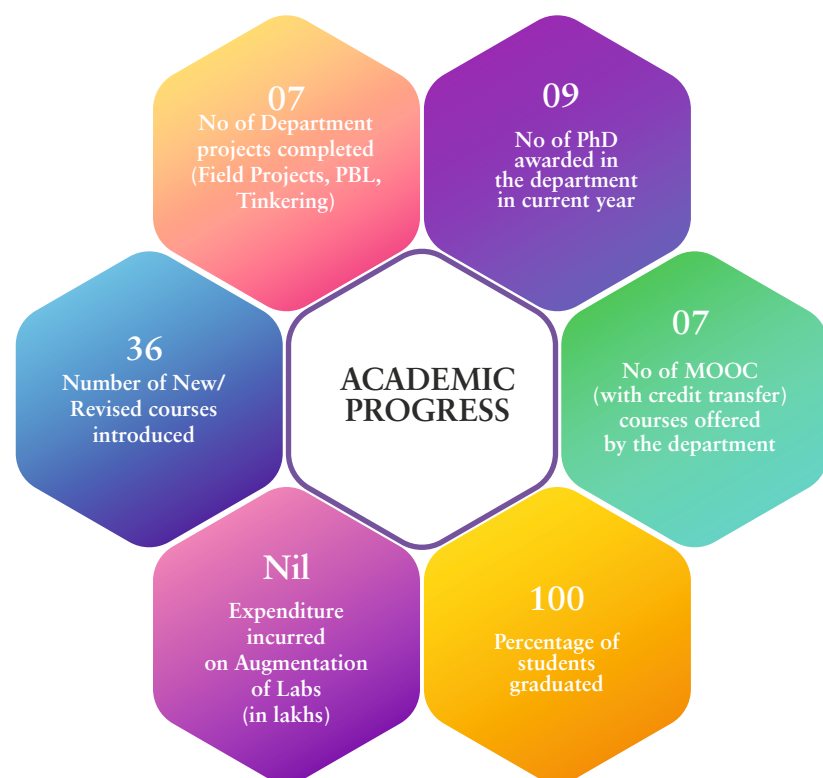 07
No of Department
projects completed
(Field Projects, PBL,
Tinkering)
09
No of PhD
awarded in
the department
in current year
36
Number of New/
Revised courses
introduced
ACADEMIC
PROGRESS
07
No of MOOC
(with credit transfer)
courses offered
by the department
Nil
Expenditure
incurred
on Augmentation
of Labs
(in lakhs)
100
Percentage of
students
graduated